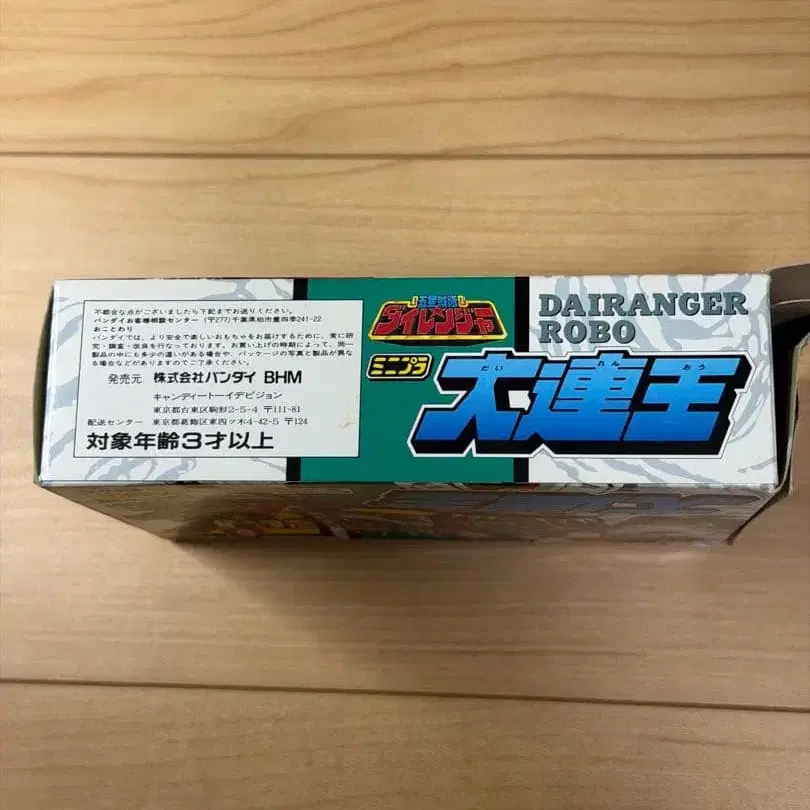 不都合な点がございましたら下記までお送りください。
バンダイお客様相談センター (〒277)千葉県柏市豊四季241-22
おことわり
バンダイでは、より安全で楽しいおもちゃをお届けするために、常に研
究・調査・改良を行なっております。お買い上げの時期によって、同一
製品の中にも多少の違いがある場合や、パッケージの写真と製品が異な
る場合などがありますのでご了承ください。
発売元 株式会社バンダイ BHM
キャンディートーイデビジョン
東京都台東区駒形2-5-4 〒111-81
配送センター 東京都葛飾区東四ツ木4-42-5 〒124
対象年齢3才以上
五星戦隊
ダイレンジャー
ミニプラ
DAIRANGER
ROBO
だい れん おう
大連王